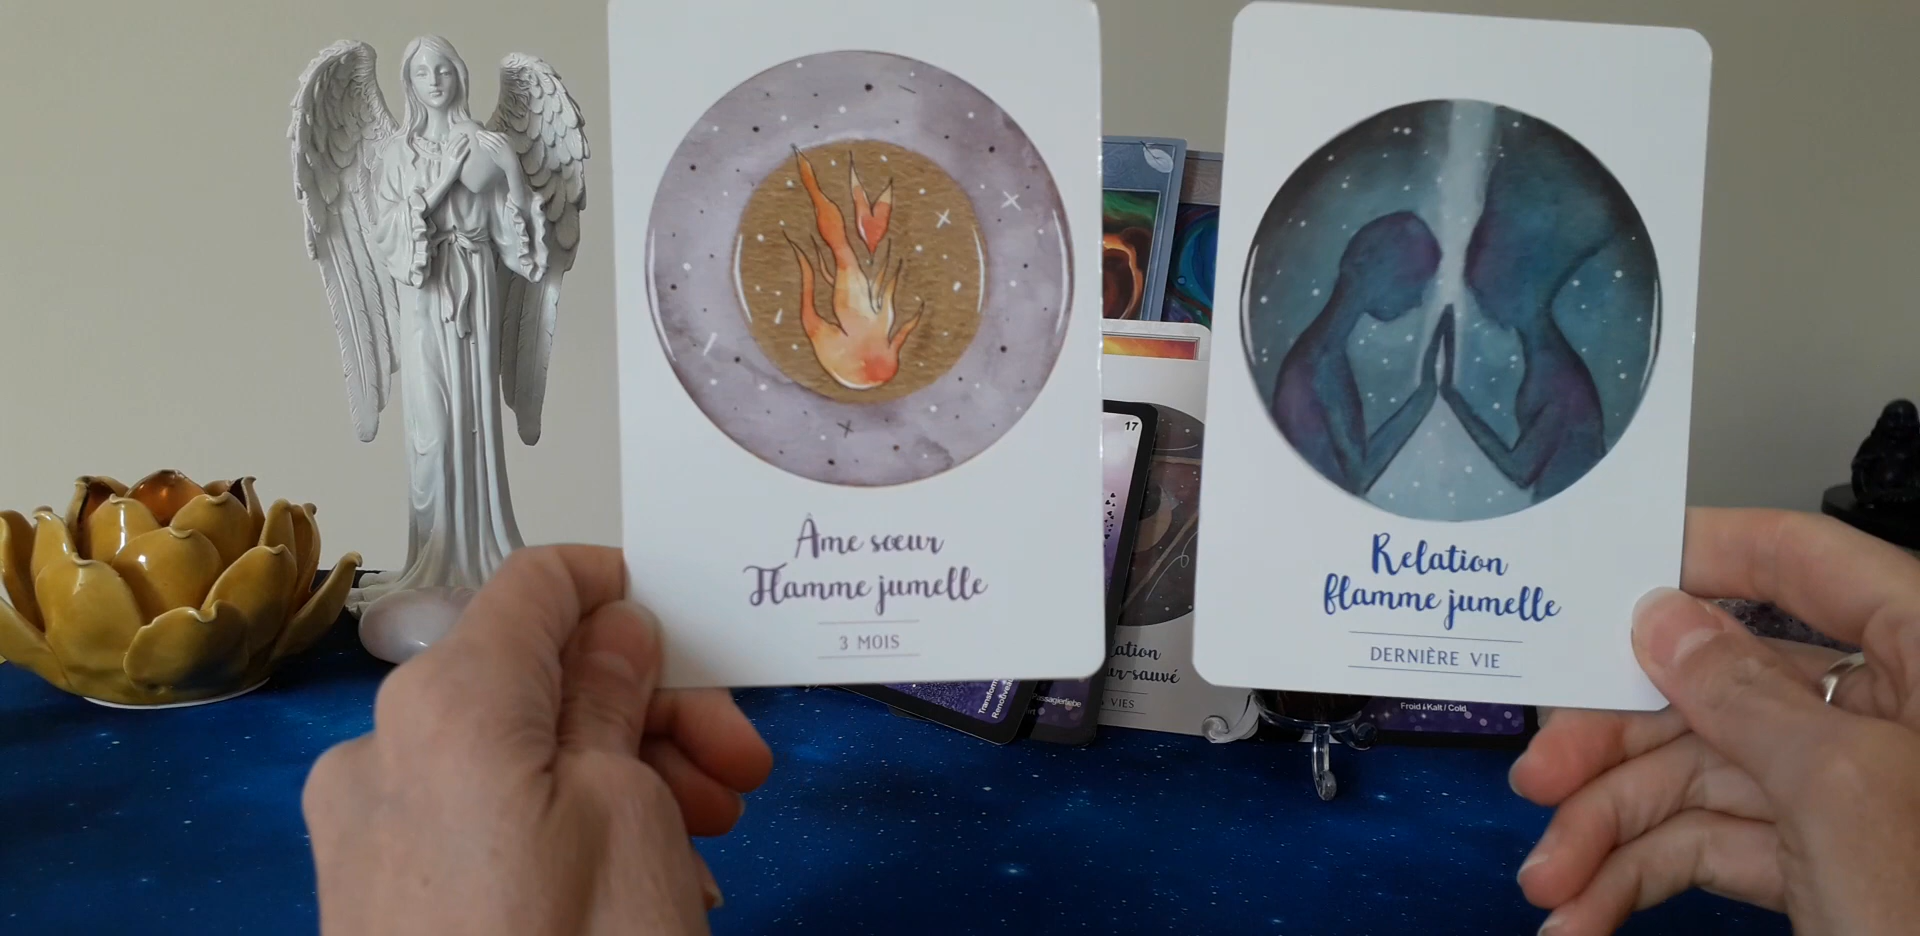 Âme sœur
Flamme jumelle
3 MOIS
Relation
flamme jumelle
DERNIÈRE VIE
17
VIES
Froid / Kalt / Cold